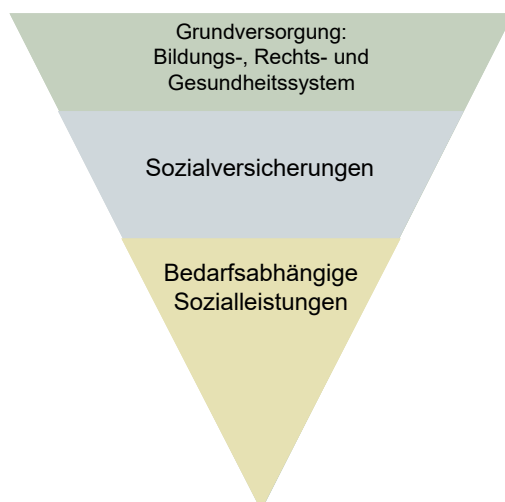 Grundversorgung:
Bildungs-, Rechts- und
Gesundheitssystem
Sozialversicherungen
Bedarfsabhängige
Sozialleistungen